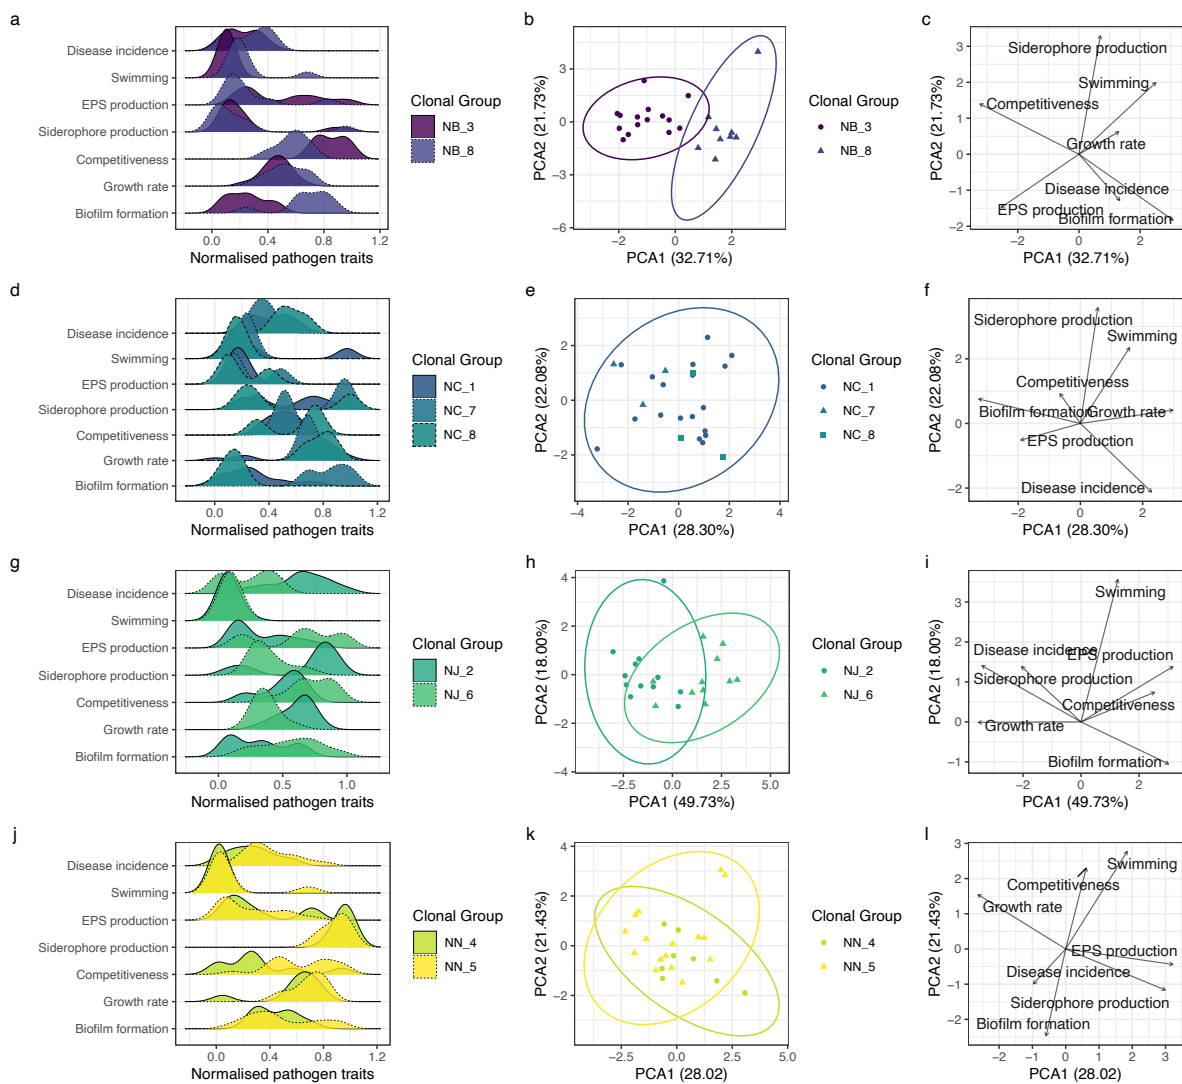 a
Disease incidence
Swimming
EPS production
Siderophore production
Competitiveness
Growth rate
Biofilm formation
0.0 0.4 0.8 1.2
Normalised pathogen traits
Clonal Group
NB_3
NB_8
b
PCA2 (21.73%)
3
0
−3
−6
−2 0 2
PCA1 (32.71%)
Clonal Group
NB_3
NB_8
c
PCA2 (21.73%)
3
2
1
0
−1
−2
Siderophore production
Swimming
Competitiveness
Growth rate
Disease incidence
EPS production
Biofilm formation
−2 0 2
PCA1 (32.71%)
d
Disease incidence
Swimming
EPS production
Siderophore production
Competitiveness
Growth rate
Biofilm formation
0.0 0.4 0.8 1.2
Normalised pathogen traits
Clonal Group
NC_1
NC_7
NC_8
e
PCA2 (22.08%)
2
0
−2
−4 −2 0 2 4
PCA1 (28.30%)
Clonal Group
NC_1
NC_7
NC_8
f
PCA2 (22.08%)
2
0
−2
Siderophore production
Swimming
Competitiveness
Biofilm formation
Growth rate
EPS production
Disease incidence
−2 0 2
PCA1 (28.30%)
g
Disease incidence
Swimming
EPS production
Siderophore production
Competitiveness
Growth rate
Biofilm formation
0.0 0.5 1.0
Normalised pathogen traits
Clonal Group
NJ_2
NJ_6
h
PCA2 (18.00%)
4
2
0
−2
−4
−2.5 0.0 2.5 5.0
PCA1 (49.73%)
Clonal Group
NJ_2
NJ_6
i
PCA2 (18.00%)
3
2
1
0
−1
Swimming
Disease incidence
EPS production
Siderophore production
Competitiveness
Growth rate
Biofilm formation
−2 0 2
PCA1 (49.73%)
j
Disease incidence
Swimming
EPS production
Siderophore production
Competitiveness
Growth rate
Biofilm formation
0.0 0.4 0.8 1.2
Normalised pathogen traits
Clonal Group
NN_4
NN_5
k
PCA2 (21.43%)
4
2
0
−2
−2.5 0.0 2.5 5.0
PCA1 (28.02)
Clonal Group
NN_4
NN_5
l
PCA2 (21.43%)
3
2
1
0
−1
−2
Swimming
Competitiveness
Growth rate
EPS production
Disease incidence
Siderophore production
Biofilm formation
−2 −1 0 1 2 3
PCA1 (28.02)